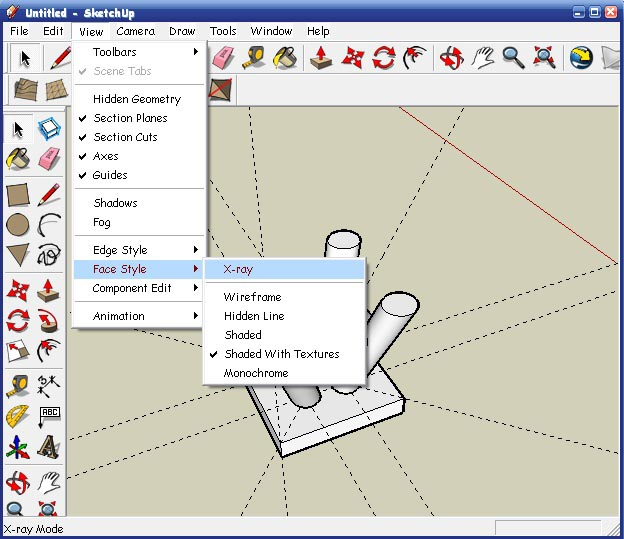 Untitled - SketchUp
File Edit View Camera Draw Tools Window Help
Toolbars
Scene Tabs
Hidden Geometry
Section Planes
Section Cuts
Axes
Guides
Shadows
Fog
Edge Style
Face Style
Component Edit
Animation
X-ray
Wireframe
Hidden Line
Shaded
Shaded With Textures
Monochrome
ABC
X-ray Mode